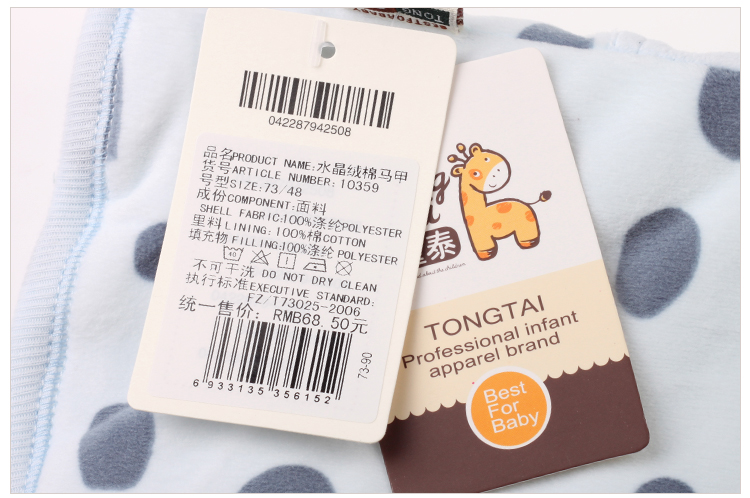 BESTFORBABY
TONG
042287942508
品名PRODUCT NAME:水晶绒棉马甲
货号ARTICLE NUMBER: 10359
号型SIZE:73/48
成份COMPONENT:面料
SHELL FABRIC:100%涤纶POLYESTER
里料LINING: 100%棉COTTON
填充物FILLING:100%涤纶 POLYESTER
40
不可干洗 DO NOT DRY CLEAN
执行标准EXECUTIVE STANDARD:
FZ/T73025-2006
统一售价: RMB68.50元
6933135356152
73-90
泰
about the children
TONGTAI
Professional infant
apparel brand
Best
For
Baby